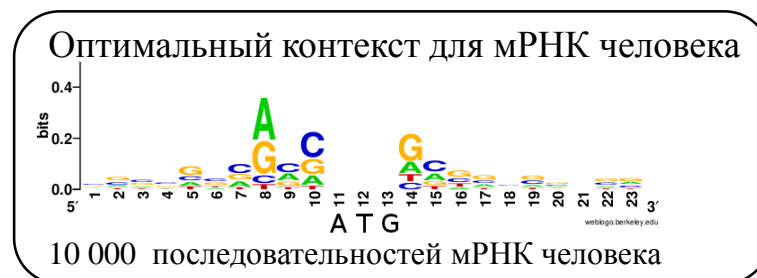 Оптимальный контекст для мРНК человека
0.4
bits
0.2
0.0
A
G
C
T
C
G
A
G
A
T
C
C
A
G
5′ 1 2 3 4 5 6 7 8 9 10 11 12 13 14 15 16 17 18 19 20 21 22 23 3′
ATG
weblogo.berkeley.edu
10 000 последовательностей мРНК человека